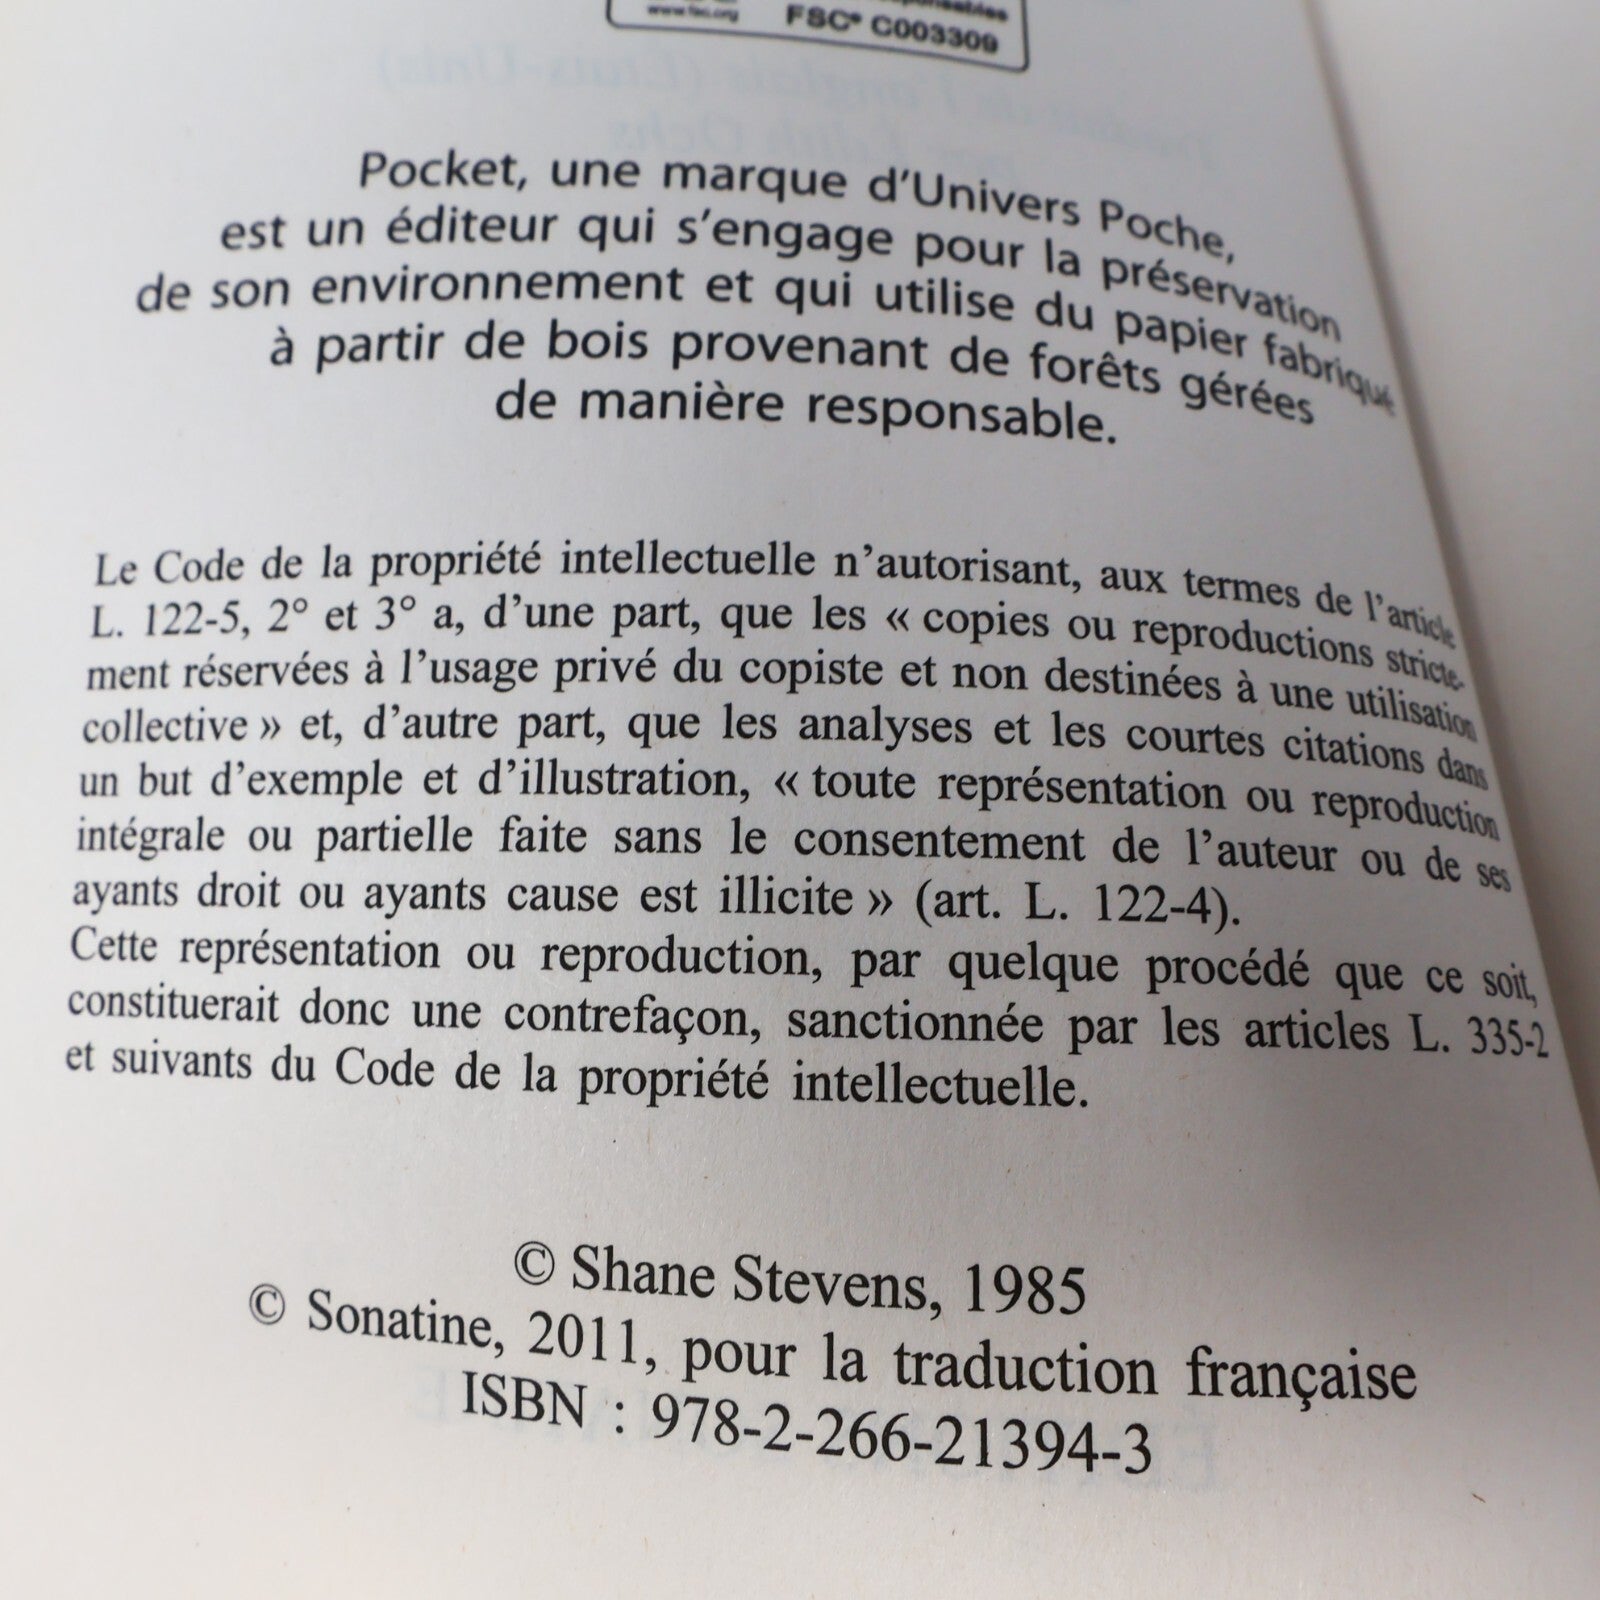 www.fsc.org
FSC® C003309
Pocket, une marque d'Univers Poche,
est un éditeur qui s'engage pour la préservation
de son environnement et qui utilise du papier fabriqué
à partir de bois provenant de forêts gérées
de manière responsable.
Le Code de la propriété intellectuelle n'autorisant, aux termes de l'article
L. 122-5, 2° et 3° a, d'une part, que les « copies ou reproductions stricte-
ment réservées à l'usage privé du copiste et non destinées à une utilisation
collective » et, d'autre part, que les analyses et les courtes citations dans
un but d'exemple et d'illustration, « toute représentation ou reproduction
intégrale ou partielle faite sans le consentement de l'auteur ou de ses
ayants droit ou ayants cause est illicite » (art. L. 122-4).
Cette représentation ou reproduction, par quelque procédé que ce soit,
constituerait donc une contrefaçon, sanctionnée par les articles L. 335-2
et suivants du Code de la propriété intellectuelle.
© Shane Stevens, 1985
© Sonatine, 2011, pour la traduction française
ISBN : 978-2-266-21394-3